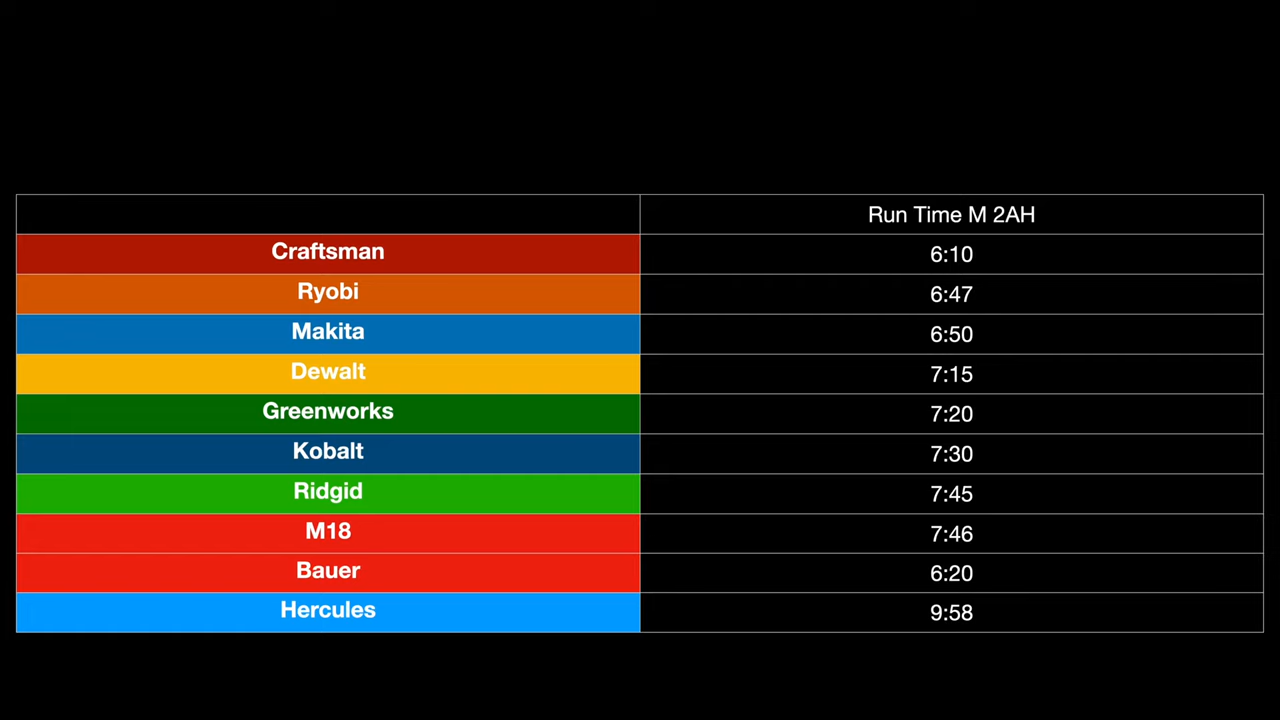 Run Time M 2AH
Craftsman 6:10
Ryobi 6:47
Makita 6:50
Dewalt 7:15
Greenworks 7:20
Kobalt 7:30
Ridgid 7:45
M18 7:46
Bauer 6:20
Hercules 9:58